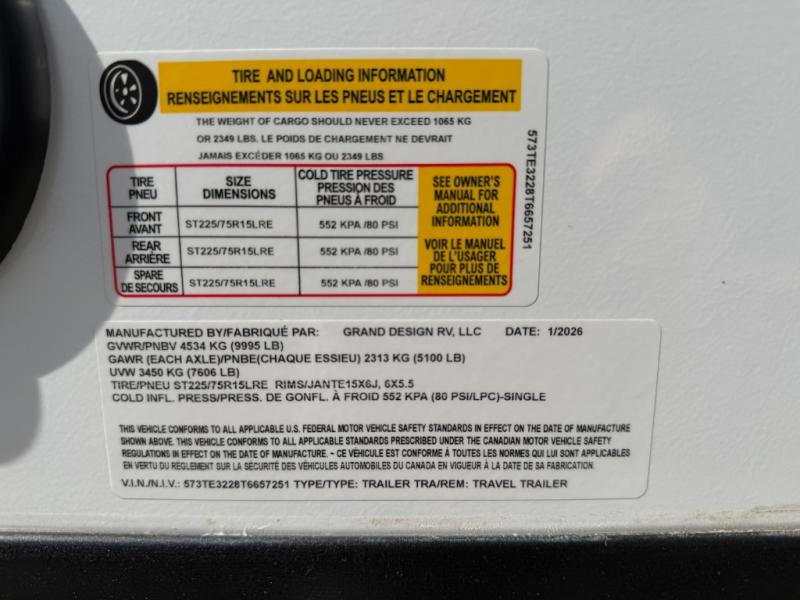 TIRE AND LOADING INFORMATION
RENSEIGNEMENTS SUR LES PNEUS ET LE CHARGEMENT
THE WEIGHT OF CARGO SHOULD NEVER EXCEED 1065 KG
OR 2349 LBS. LE POIDS DE CHARGEMENT NE DEVRAIT
JAMAIS EXCÉDER 1065 KG OU 2349 LBS
TIRE
PNEU
SIZE
DIMENSIONS
COLD TIRE PRESSURE
PRESSION DES
PNEUS À FROID
FRONT
AVANT
ST225/75R15LRE
552 KPA /80 PSI
REAR
ARRIÈRE
ST225/75R15LRE
552 KPA /80 PSI
SPARE
DE SECOURS
ST225/75R15LRE
552 KPA /80 PSI
SEE OWNER'S
MANUAL FOR
ADDITIONAL
INFORMATION
VOIR LE MANUEL
DE L'USAGER
POUR PLUS DE
RENSEIGNEMENTS
573TE3228T6657251
MANUFACTURED BY/FABRIQUÉ PAR: GRAND DESIGN RV, LLC DATE: 1/2026
GVWR/PNBV 4534 KG (9995 LB)
GAWR (EACH AXLE)/PNBE(CHAQUE ESSIEU) 2313 KG (5100 LB)
UVW 3450 KG (7606 LB)
TIRE/PNEU ST225/75R15LRE RIMS/JANTE15X6J, 6X5.5
COLD INFL. PRESS/PRESS. DE GONFL. À FROID 552 KPA (80 PSI/LPC)-SINGLE
THIS VEHICLE CONFORMS TO ALL APPLICABLE U.S. FEDERAL MOTOR VEHICLE SAFETY STANDARDS IN EFFECT ON THE DATE OF MANUFACTURE
SHOWN ABOVE. THIS VEHICLE CONFORMS TO ALL APPLICABLE STANDARDS PRESCRIBED UNDER THE CANADIAN MOTOR VEHICLE SAFETY
REGULATIONS IN EFFECT ON THE DATE OF MANUFACTURE. ~ CE VÉHICULE EST CONFORME À TOUTES LES NORMES QUI LUI SONT APPLICABLES
EN VERTU DU RÉGLEMENT SUR LA SÉCURITÉ DES VÉHICULES AUTOMOBILES DU CANADA EN VIGUEUR À LA DATE DE SA FABRICATION.
V.I.N./N.I.V.: 573TE3228T6657251 TYPE/TYPE: TRAILER TRA/REM: TRAVEL TRAILER